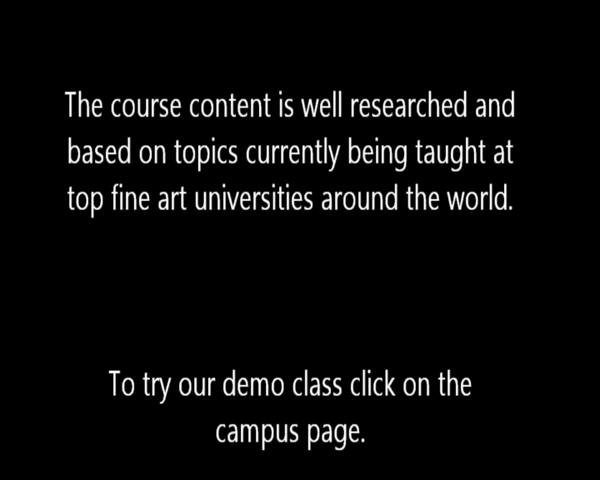 The course content is well researched and
based on topics currently being taught at
top fine art universities around the world.
To try our demo class click on the
campus page.